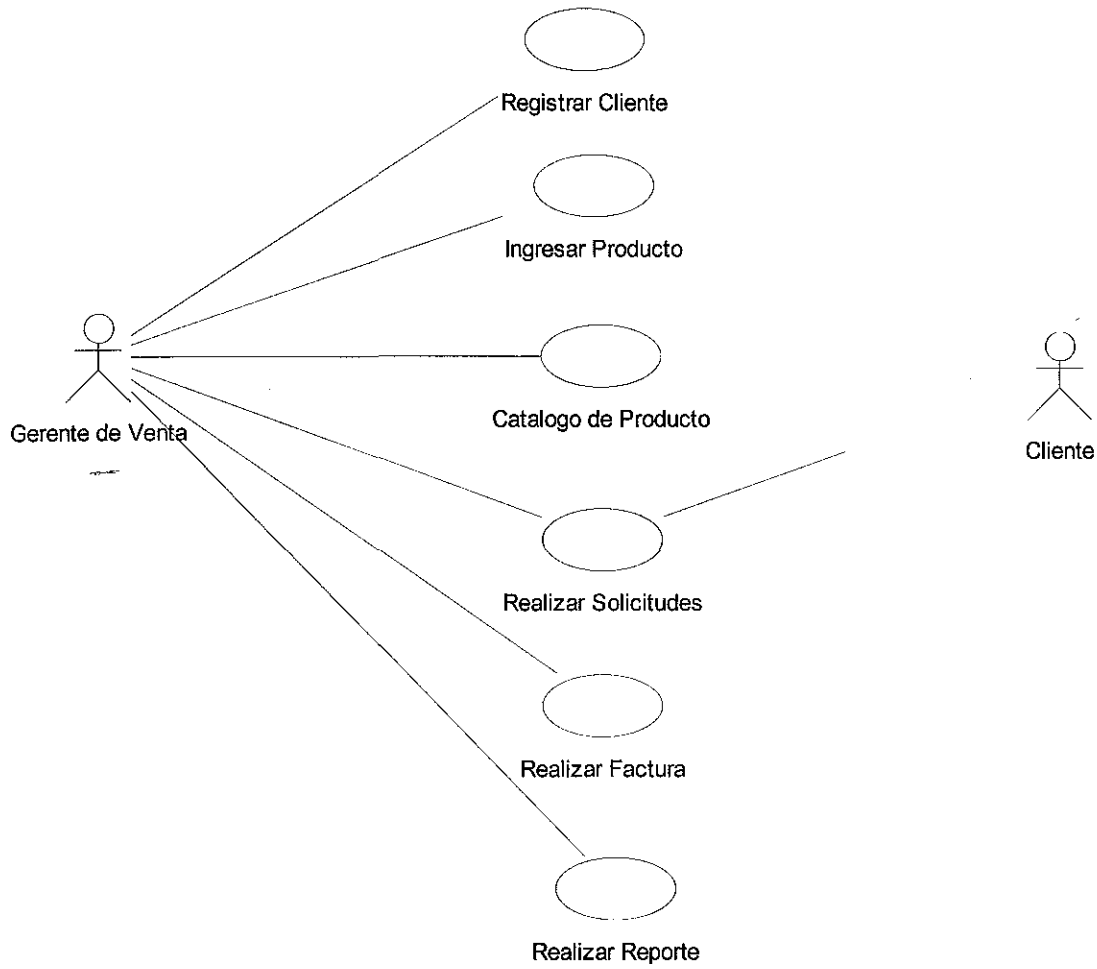 Registrar Cliente
Ingresar Producto
Catalogo de Producto
Gerente de Venta
Cliente
Realizar Solicitudes
Realizar Factura
Realizar Reporte